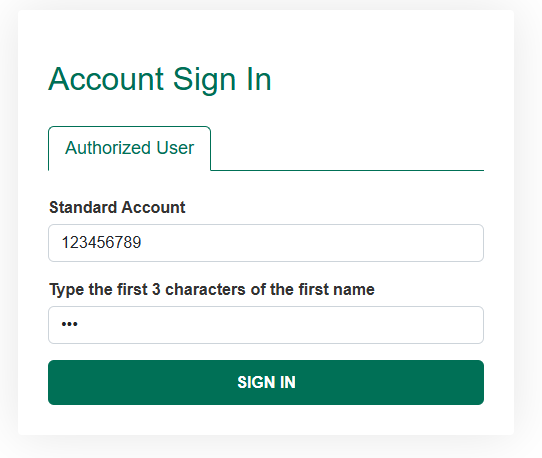 Account Sign In
Authorized User
Standard Account
123456789
Type the first 3 characters of the first name
•••
SIGN IN